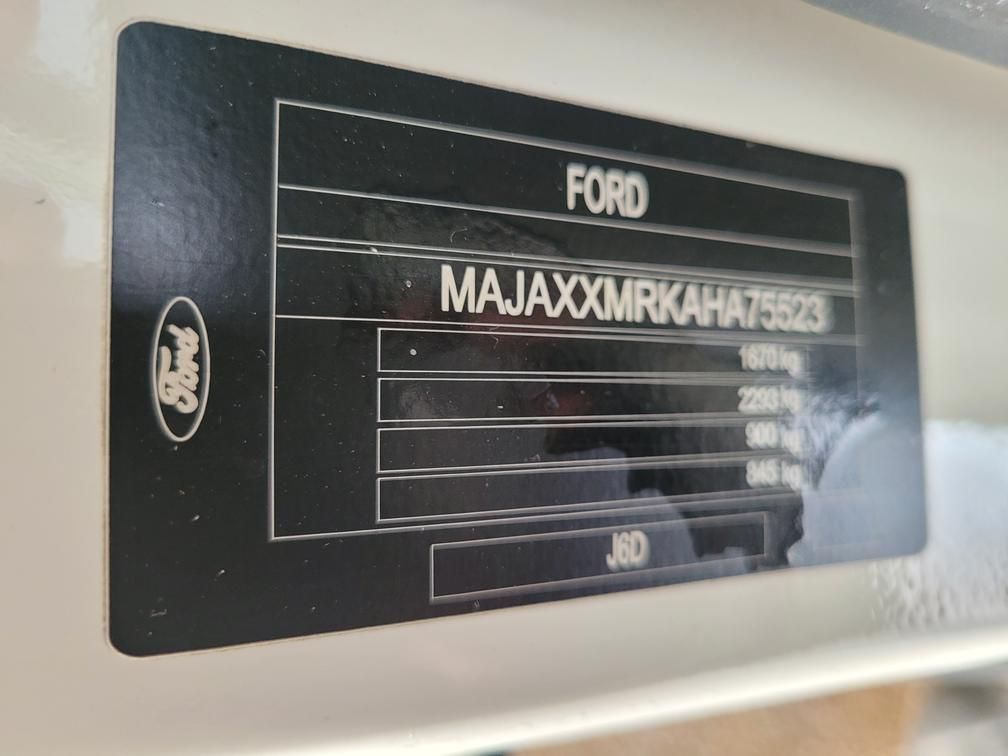 FORD
MAJAXXMRKAHA75523
1670 kg
2293 kg
900 kg
845 kg
J6D
Ford